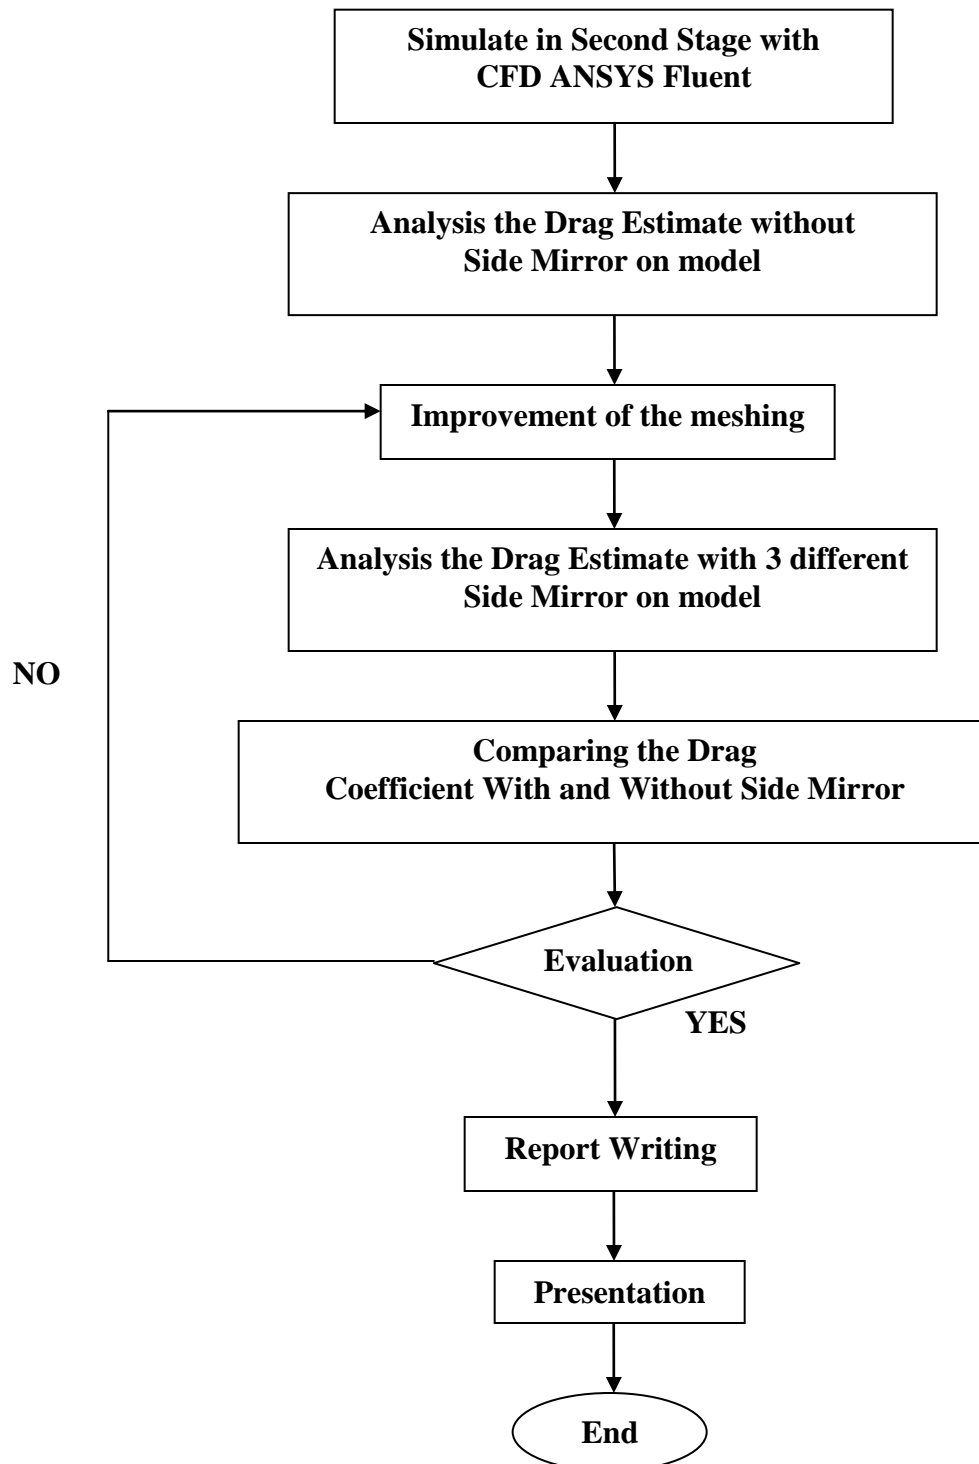 Simulate in Second Stage with
CFD ANSYS Fluent
Analysis the Drag Estimate without
Side Mirror on model
Improvement of the meshing
Analysis the Drag Estimate with 3 different
Side Mirror on model
NO
Comparing the Drag
Coefficient With and Without Side Mirror
Evaluation
YES
Report Writing
Presentation
End